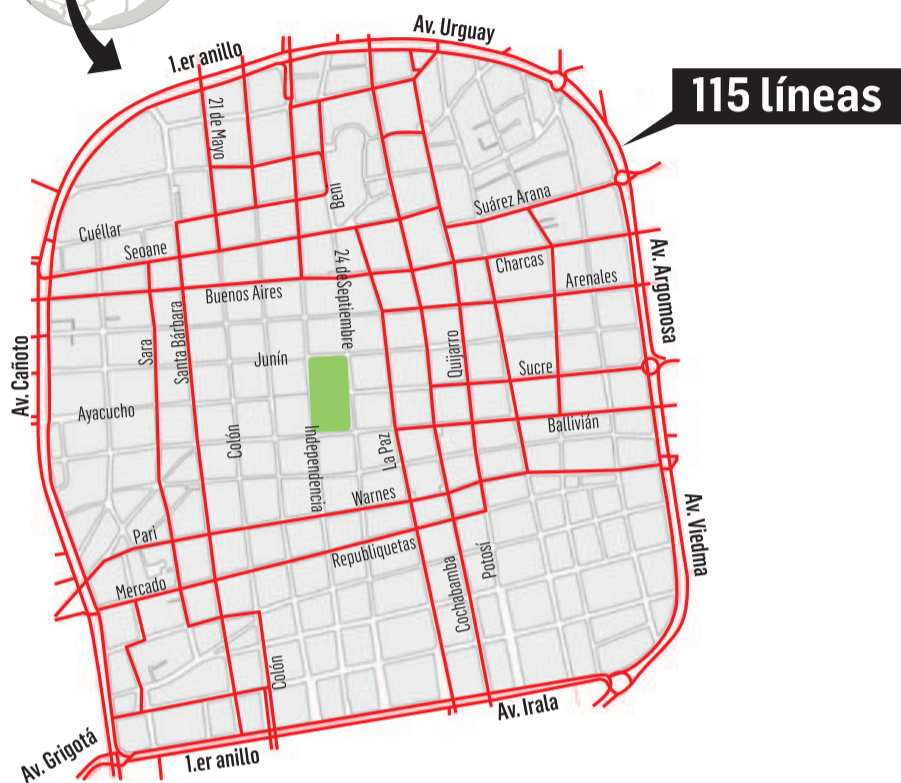 Av. Urguay
1.er anillo
115 líneas
21 de Mayo
Beni
Suárez Arana
Cuéllar
Seoane
24 deSeptiembre
Charcas
Av. Argomosa
Arenales
Buenos Aires
Santa Bárbara
Sara
Quijarro
Av. Cañoto
Junín
Sucre
Ayacucho
Ballivián
Colón
Independencia
La Paz
Warnes
Av. Viedma
Pari
Republiquetas
Potosí
Mercado
Cochabamba
Colón
Av. Irala
Av. Grigotá
1.er anillo